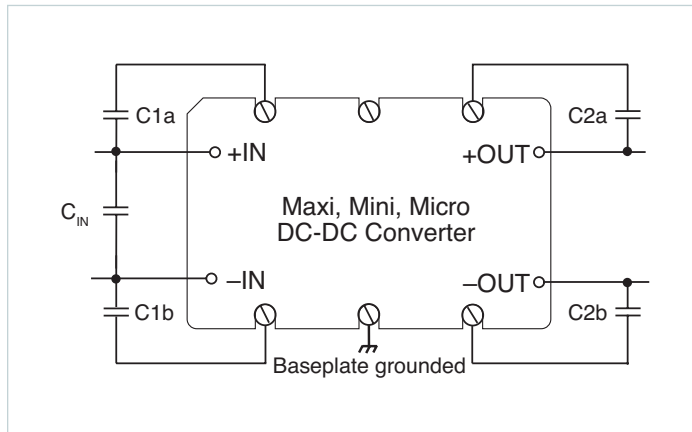 C1a
C2a
+IN
+OUT
C_IN
Maxi, Mini, Micro
DC-DC Converter
–IN
–OUT
C1b
C2b
Baseplate grounded